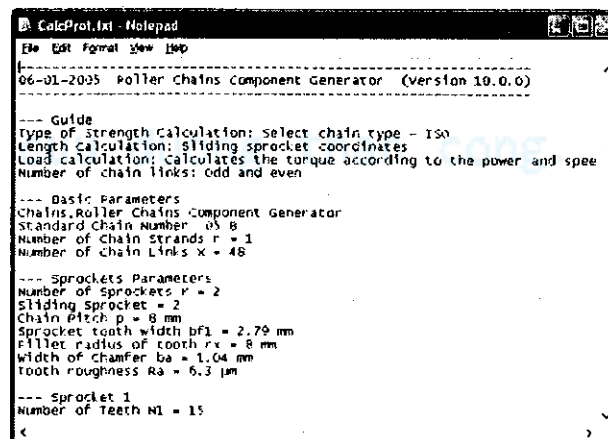 CalcProt.txt - Notepad
File Edit Format View Help
06-01-2005 Roller Chains Component Generator (Version 10.0.0)
--- Guide
Type of Strength Calculation: Select chain type - ISO
Length Calculation: Sliding sprocket coordinates
Load calculation: Calculates the torque according to the power and spee
Number of chain links: Odd and even
--- Basic Parameters
Chains.Roller Chains Component Generator
Standard Chain Number 05 B
Number of Chain Strands r = 1
Number of Chain Links X = 48
--- Sprockets Parameters
Number of Sprockets k = 2
Sliding Sprocket = 2
Chain Pitch p = 8 mm
Sprocket tooth width bf1 = 2.79 mm
Fillet radius of tooth rx = 8 mm
Width of Chamfer ba = 1.04 mm
Tooth roughness Ra = 6.3 µm
--- Sprocket 1
Number of Teeth N1 = 15